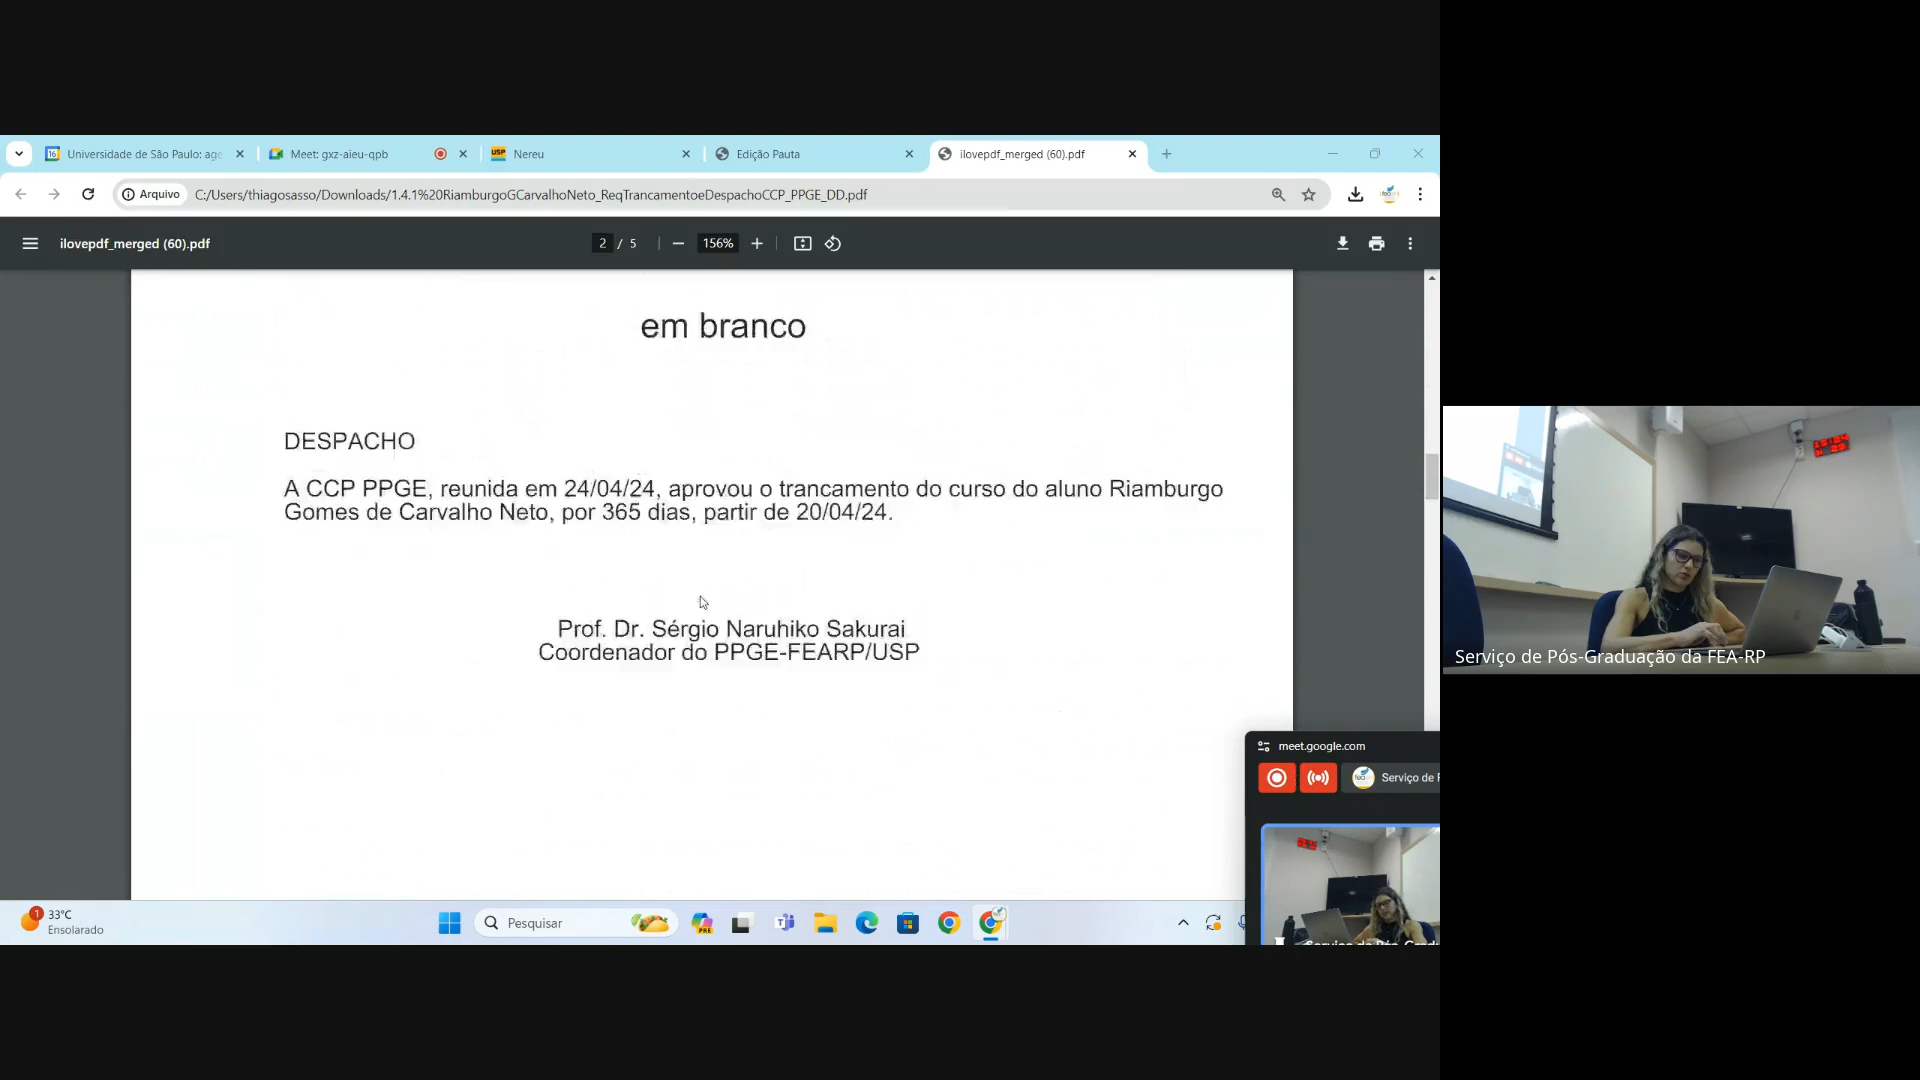 Universidade de São Paulo: age
Meet: gxz-aieu-qpb
Nereu
Edição Pauta
ilovepdf_merged (60).pdf
Arquivo
C:/Users/thiagosasso/Downloads/1.4.1%20RiamburgoGCarvalhoNeto_ReqTrancamentoeDespachoCCP_PPGE_DD.pdf
ilovepdf_merged (60).pdf
2 / 5
156%
em branco
DESPACHO
A CCP PPGE, reunida em 24/04/24, aprovou o trancamento do curso do aluno Riamburgo
Gomes de Carvalho Neto, por 365 dias, partir de 20/04/24.
Prof. Dr. Sérgio Naruhiko Sakurai
Coordenador do PPGE-FEARP/USP
meet.google.com
Serviço de
1
33°C
Ensolarado
Pesquisar
PRE
Serviço de Pós-Graduação da FEA-RP